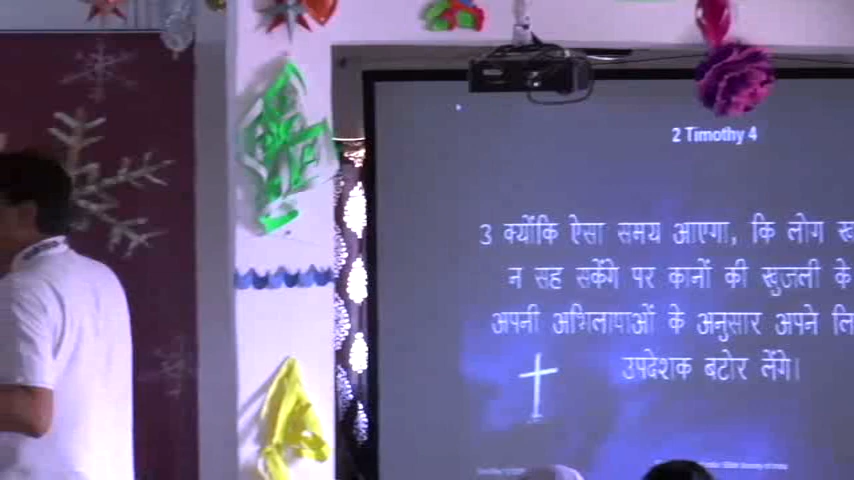 2 Timothy 4
3 क्योंकि ऐसा समय आएगा, कि लोग
न सह सकेंगे पर कानों की खुजली के
अपनी अभिलाषाओं के अनुसार अपने
उपदेशक बटोर लेंगे।